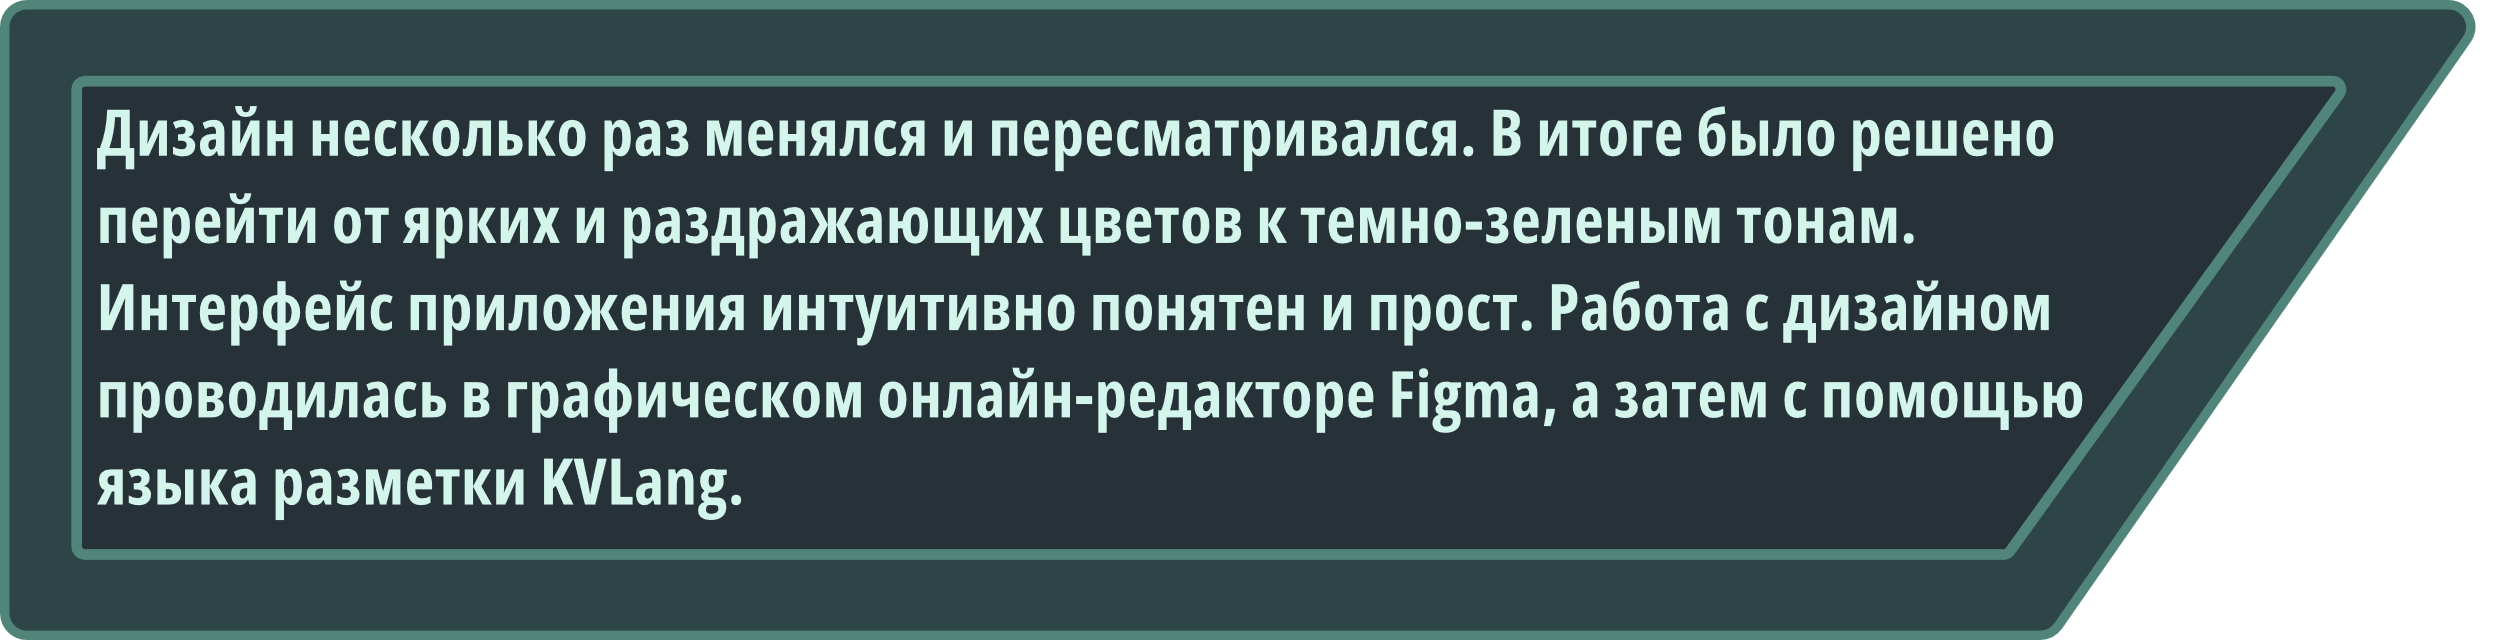 Дизайн несколько раз менялся и пересматривался. В итоге было решено
перейти от ярких и раздражающих цветов к темно-зеленым тонам.
Интерфейс приложения интуитивно понятен и прост. Работа с дизайном
проводилась в графическом онлайн-редакторе Figma, а затем с помощью
языка разметки KVLang.